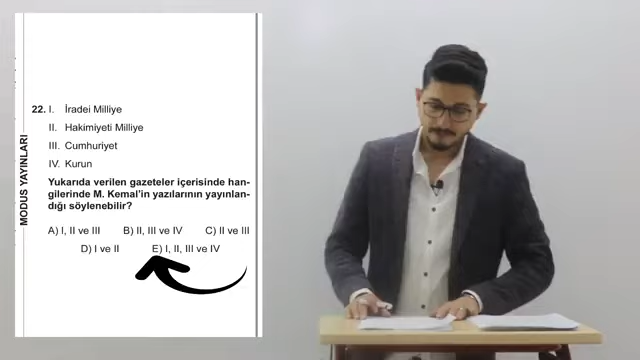 MODUS YAYINLARI
22. I. İradei Milliye
II. Hakimiyeti Milliye
III. Cumhuriyet
IV. Kurun
Yukarıda verilen gazeteler içerisinde han-
gilerinde M. Kemal’in yazılarının yayınlan-
dığı söylenebilir?
A) I, II ve III B) II, III ve IV C) II ve III
D) I ve II E) I, II, III ve IV